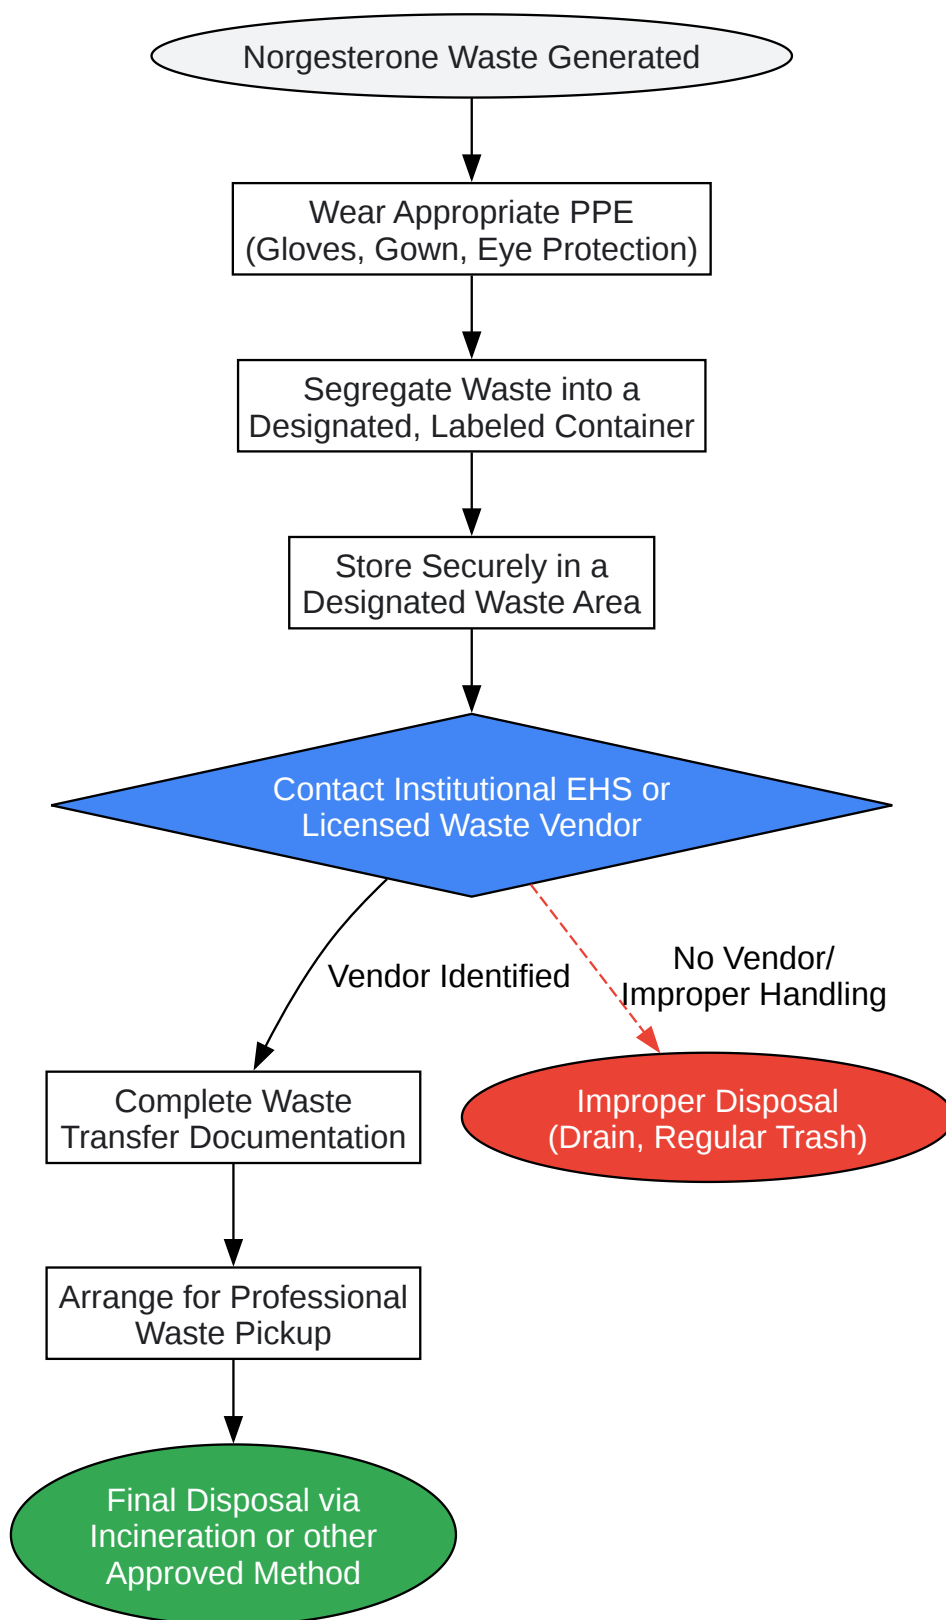 Norgesterone Waste Generated
Wear Appropriate PPE
(Gloves, Gown, Eye Protection)
Segregate Waste into a
Designated, Labeled Container
Store Securely in a
Designated Waste Area
Contact Institutional EHS or
Licensed Waste Vendor
Vendor Identified
No Vendor/
Improper Handling
Complete Waste
Transfer Documentation
Improper Disposal
(Drain, Regular Trash)
Arrange for Professional
Waste Pickup
Final Disposal via
Incineration or other
Approved Method